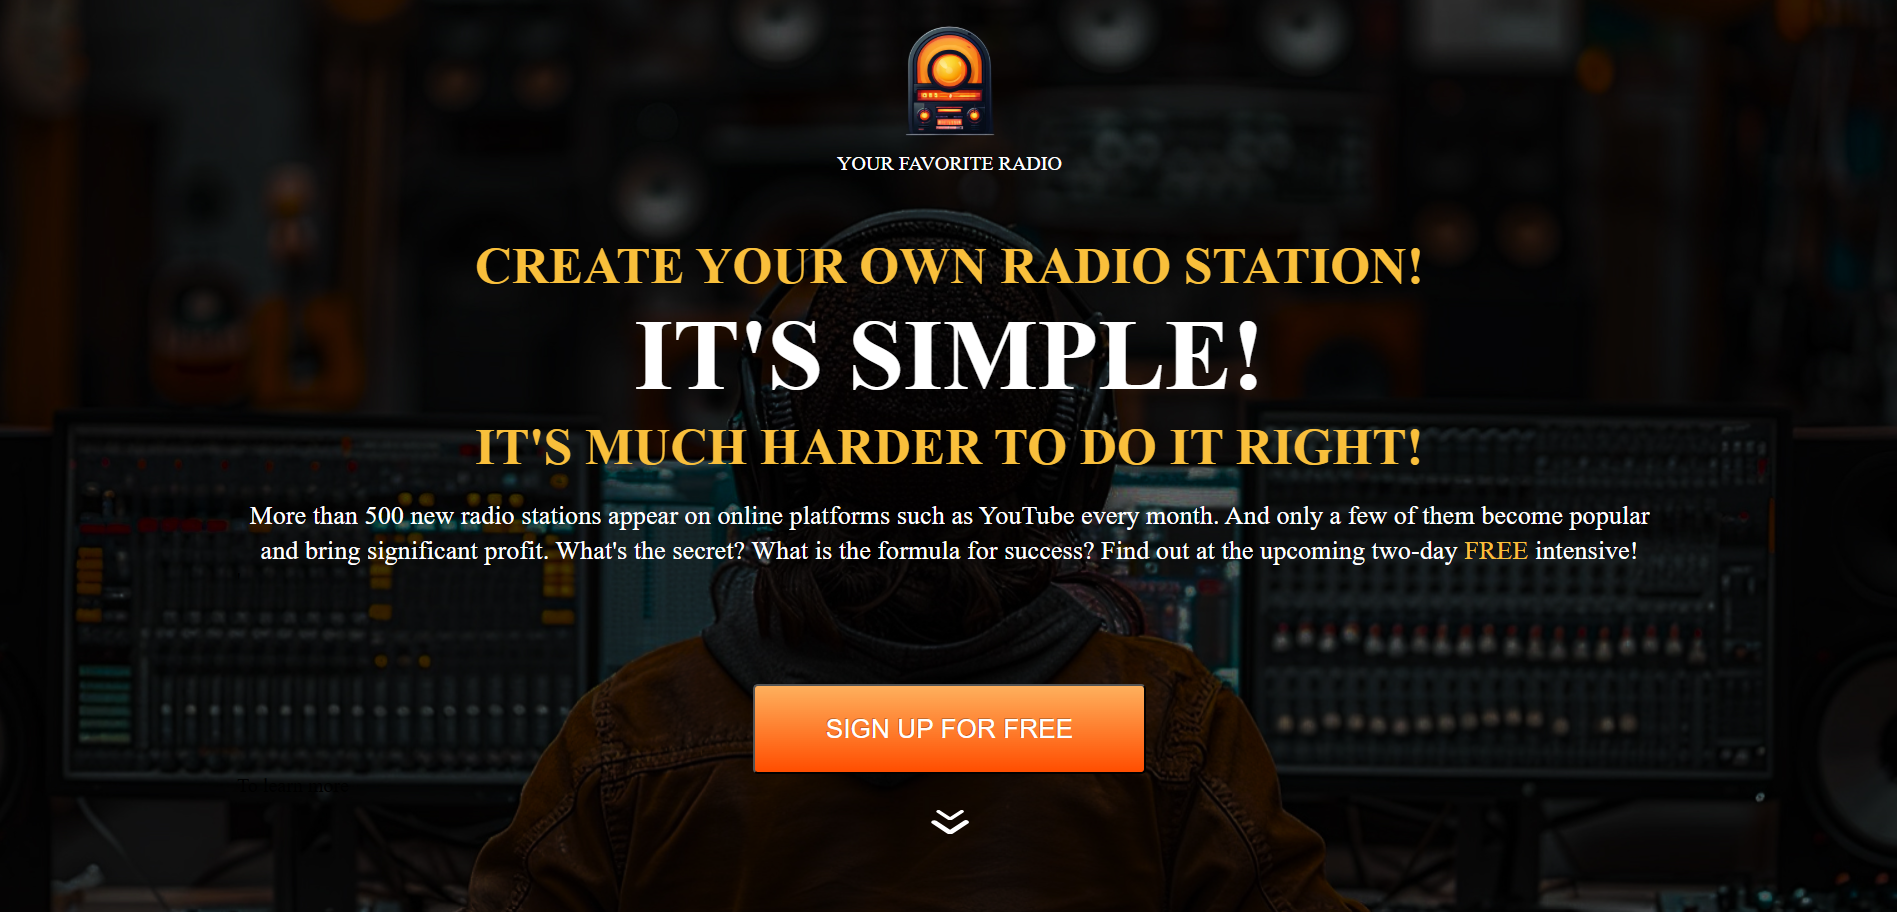 YOUR FAVORITE RADIO
CREATE YOUR OWN RADIO STATION!
IT'S SIMPLE!
IT'S MUCH HARDER TO DO IT RIGHT!
More than 500 new radio stations appear on online platforms such as YouTube every month. And only a few of them become popular
and bring significant profit. What's the secret? What is the formula for success? Find out at the upcoming two-day FREE intensive!
SIGN UP FOR FREE
To learn more